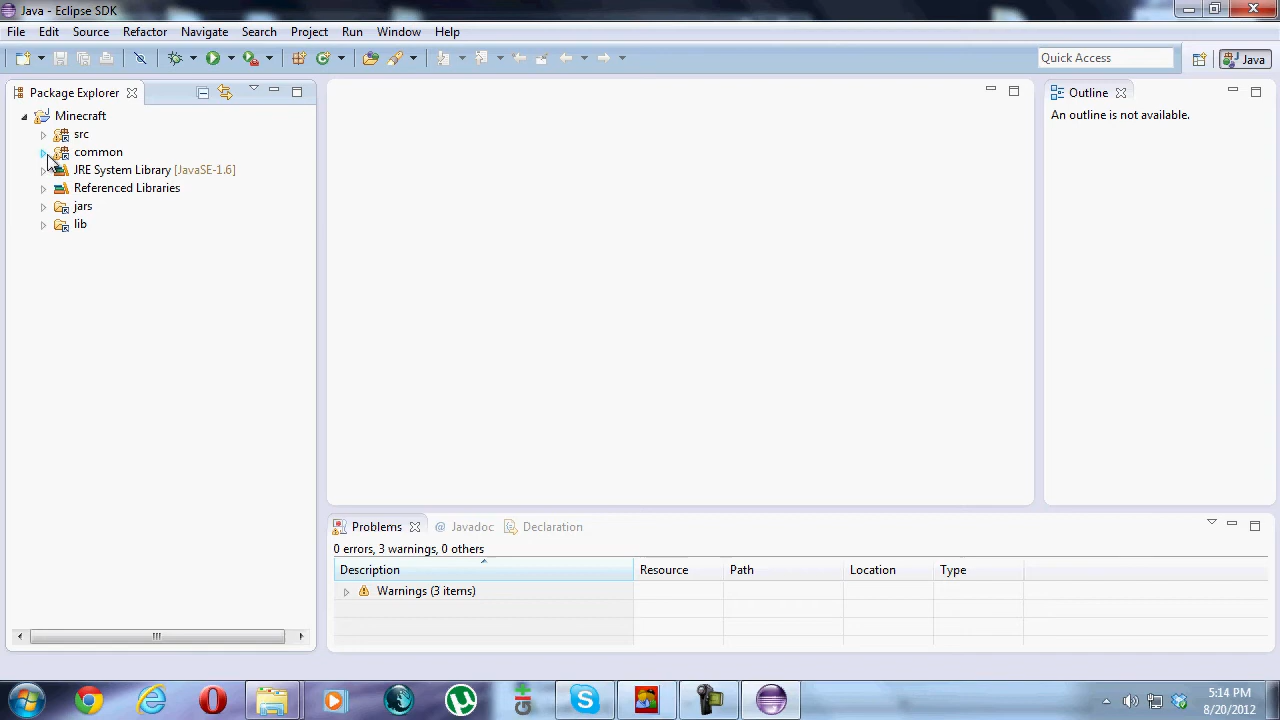 Java - Eclipse SDK
File Edit Source Refactor Navigate Search Project Run Window Help
Quick Access
Java
Package Explorer
Minecraft
src
common
JRE System Library [JavaSE-1.6]
Referenced Libraries
jars
lib
Outline
An outline is not available.
Problems @ Javadoc Declaration
0 errors, 3 warnings, 0 others
Description Resource Path Location Type
Warnings (3 items)
5:14 PM
8/20/2012